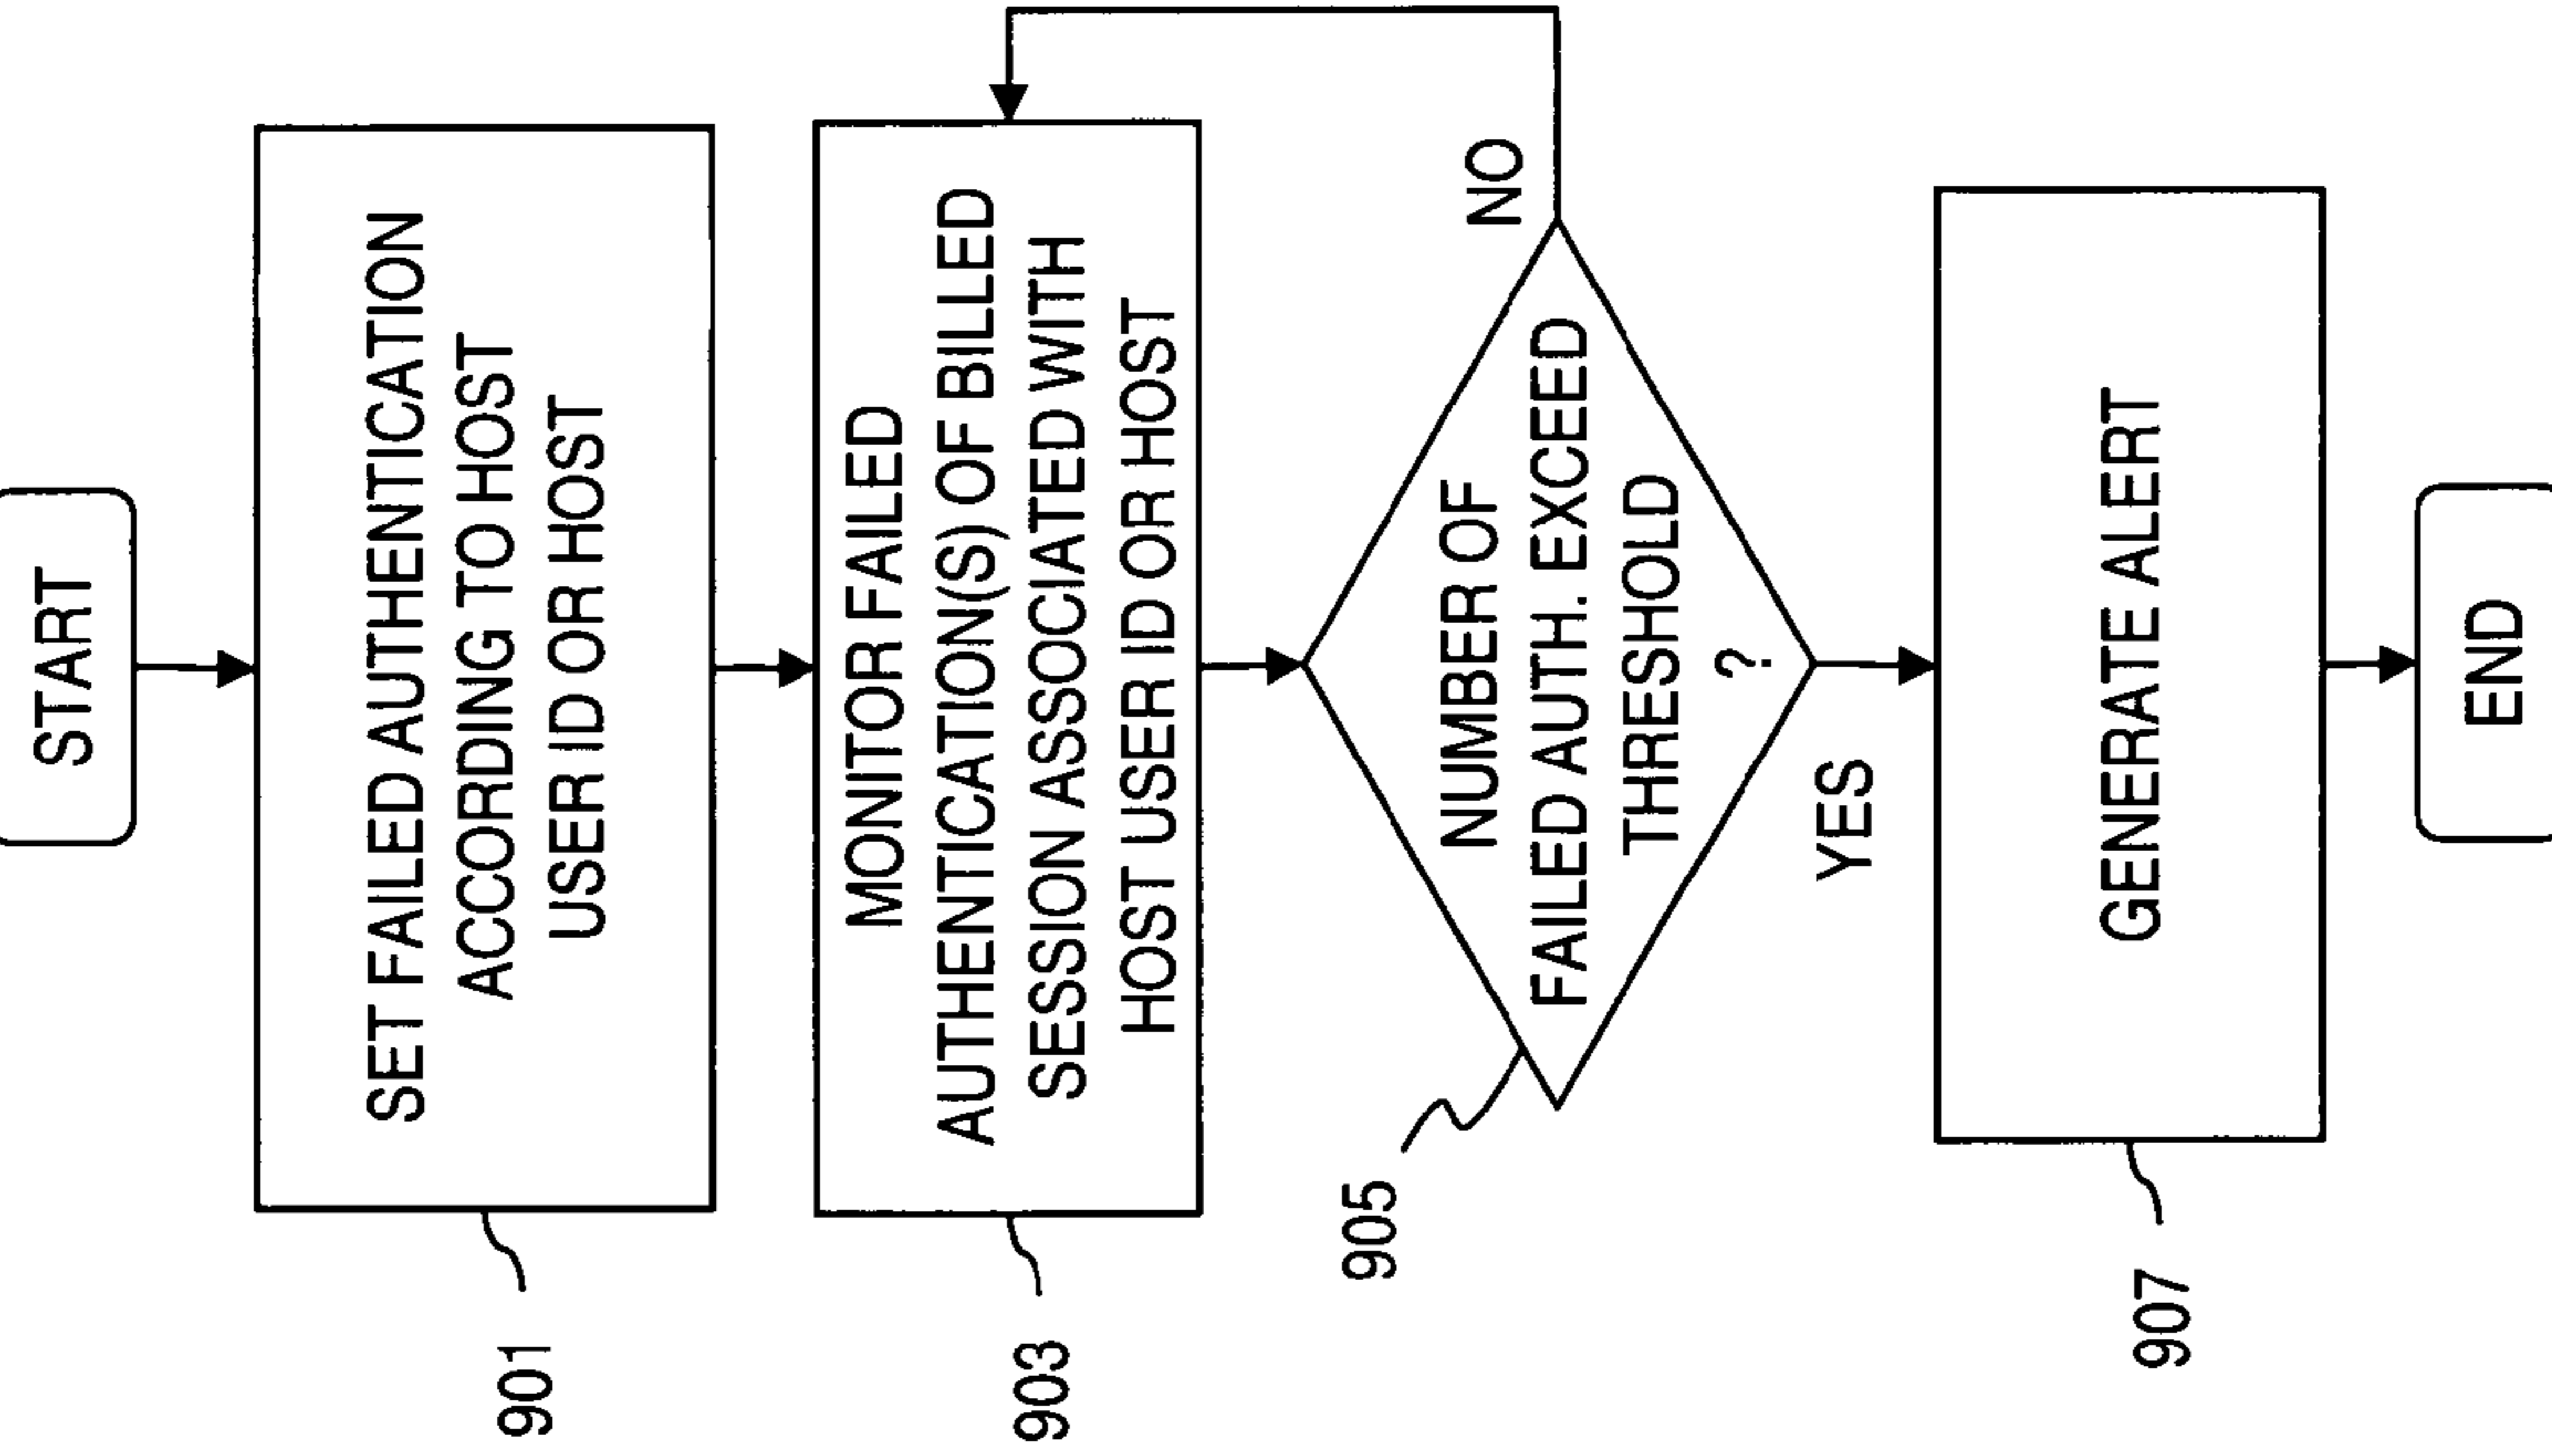 START
SET FAILED AUTHENTICATION
ACCORDING TO HOST
USER ID OR HOST
901
MONITOR FAILED
AUTHENTICATION(S) OF BILLED
SESSION ASSOCIATED WITH
HOST USER ID OR HOST
903
NUMBER OF
FAILED AUTH. EXCEED
THRESHOLD
?
905
NO
YES
GENERATE ALERT
907
END